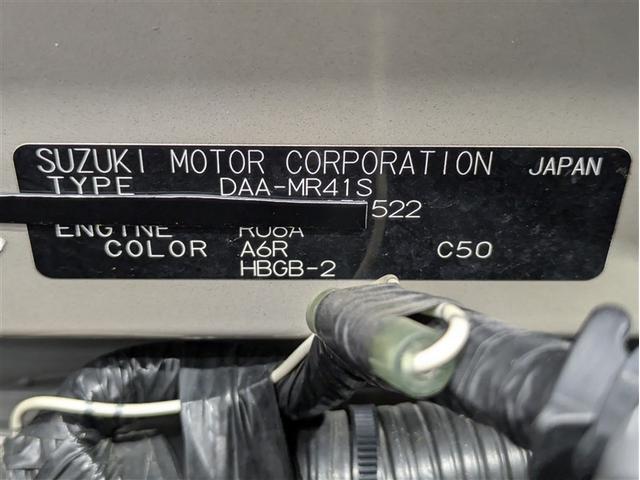 SUZUKI MOTOR CORPORATION JAPAN
TYPE DAA-MR41S
522
ENGINE R06A
COLOR A6R C50
HBGB-2